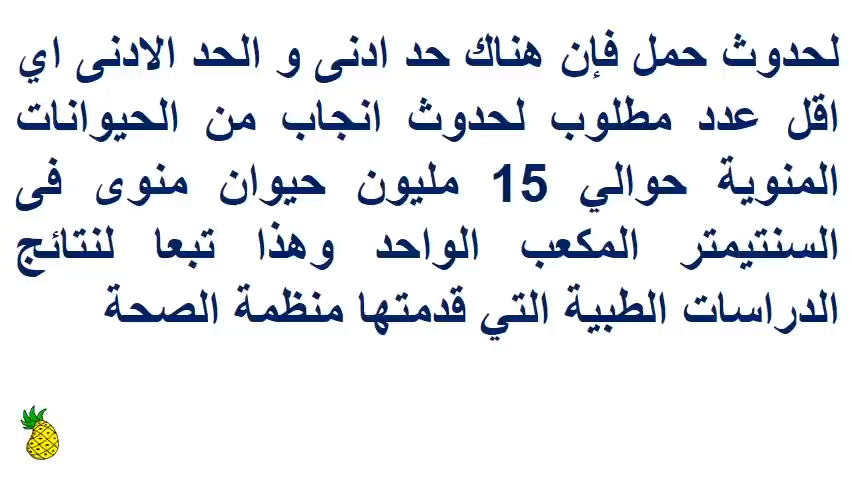 لحدوث حمل فإن هناك حد ادنى و الحد الادنى اي
اقل عدد مطلوب لحدوث انجاب من الحيوانات
المنوية حوالي 15 مليون حيوان منوى فى
السنتيمتر المكعب الواحد وهذا تبعا لنتائج
الدراسات الطبية التي قدمتها منظمة الصحة